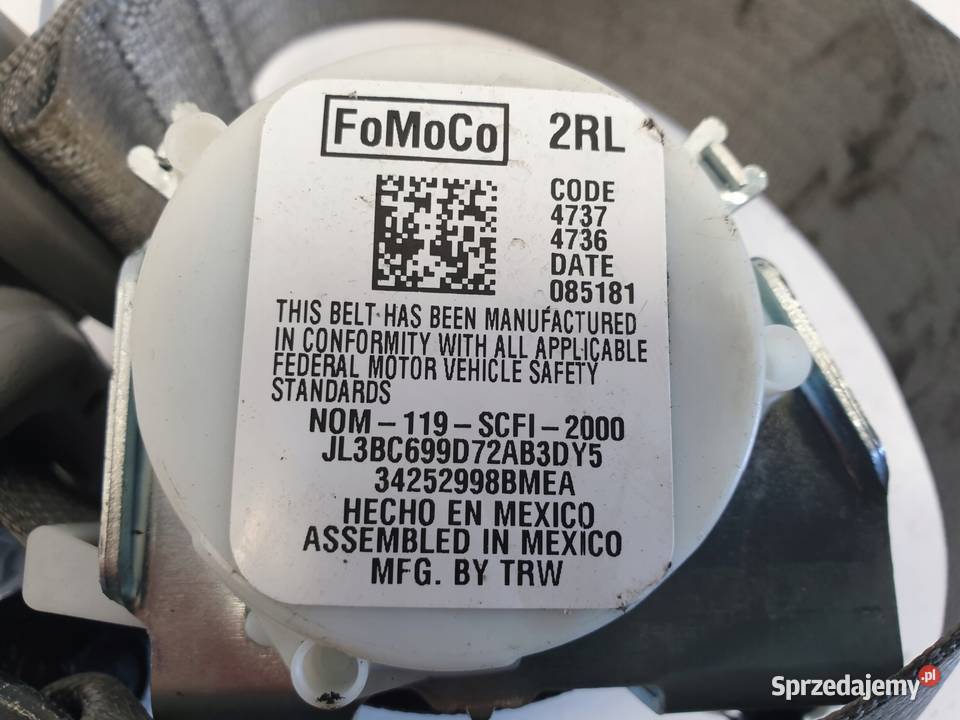 FoMoCo 2RL
CODE
4737
4736
DATE
085181
THIS BELT HAS BEEN MANUFACTURED
IN CONFORMITY WITH ALL APPLICABLE
FEDERAL MOTOR VEHICLE SAFETY
STANDARDS
NOM-119-SCFI-2000
JL3BC699D72AB3DY5
34252998BMEA
HECHO EN MEXICO
ASSEMBLED IN MEXICO
MFG. BY TRW
Sprzedajemy.pl